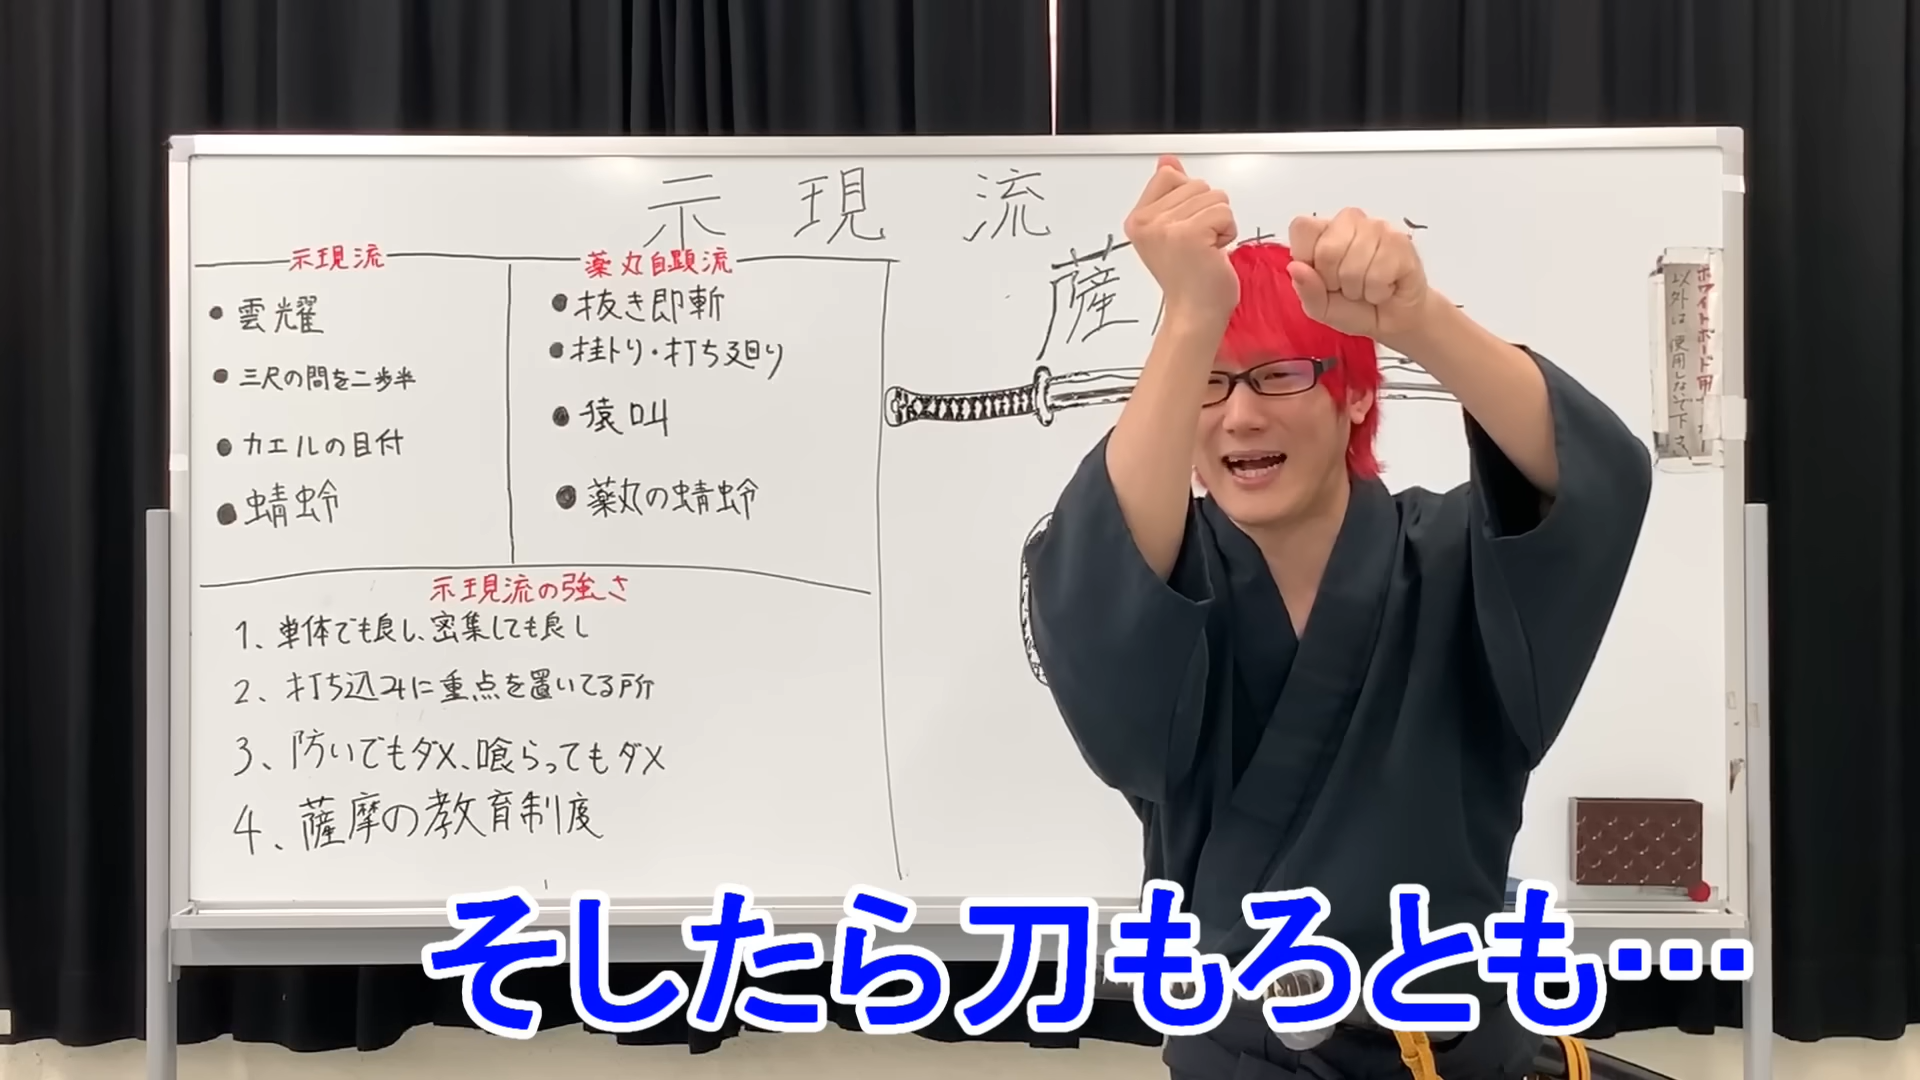 示現流
薩
示現流
・雲耀
・三尺の間を二歩半
・カエルの目付
・蜻蛉
薬丸自顕流
・抜き即斬
・掛トリ・打ち廻り
・猿叫
・薬丸の蜻蛉
示現流の強さ
1、単体でも良し、密集しても良し
2、打ち込みに重点を置いてる所
3、防いでもダメ、喰らってもダメ
4、薩摩の教育制度
ホワイトボード用
以外は使用しないで下さ
そしたら刀もろとも…